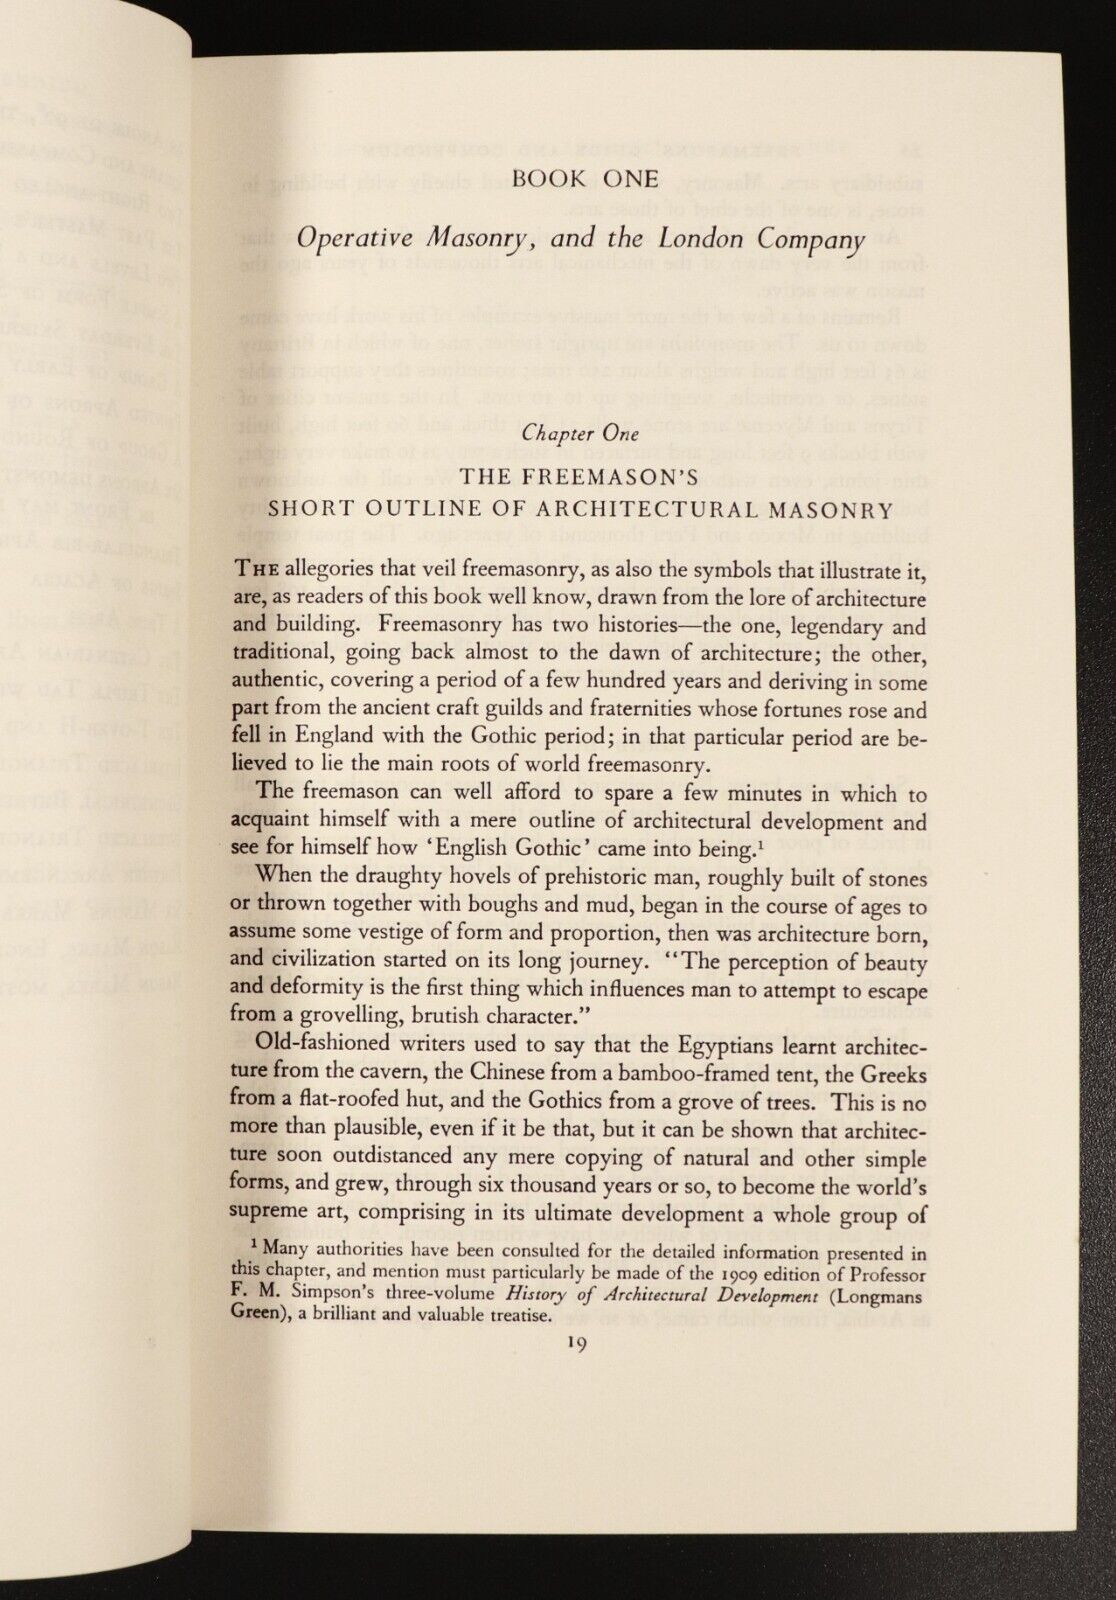 BOOK ONE
Operative Masonry, and the London Company
Chapter One
THE FREEMASON'S
SHORT OUTLINE OF ARCHITECTURAL MASONRY
THE allegories that veil freemasonry, as also the symbols that illustrate it,
are, as readers of this book well know, drawn from the lore of architecture
and building. Freemasonry has two histories—the one, legendary and
traditional, going back almost to the dawn of architecture; the other,
authentic, covering a period of a few hundred years and deriving in some
part from the ancient craft guilds and fraternities whose fortunes rose and
fell in England with the Gothic period; in that particular period are be-
lieved to lie the main roots of world freemasonry.
The freemason can well afford to spare a few minutes in which to
acquaint himself with a mere outline of architectural development and
see for himself how ‘English Gothic’ came into being.¹
When the draughty hovels of prehistoric man, roughly built of stones
or thrown together with boughs and mud, began in the course of ages to
assume some vestige of form and proportion, then was architecture born,
and civilization started on its long journey. “The perception of beauty
and deformity is the first thing which influences man to attempt to escape
from a grovelling, brutish character.”
Old-fashioned writers used to say that the Egyptians learnt architec-
ture from the cavern, the Chinese from a bamboo-framed tent, the Greeks
from a flat-roofed hut, and the Gothics from a grove of trees. This is no
more than plausible, even if it be that, but it can be shown that architec-
ture soon outdistanced any mere copying of natural and other simple
forms, and grew, through six thousand years or so, to become the world's
supreme art, comprising in its ultimate development a whole group of
¹ Many authorities have been consulted for the detailed information presented in
this chapter, and mention must particularly be made of the 1909 edition of Professor
F. M. Simpson's three-volume History of Architectural Development (Longmans
Green), a brilliant and valuable treatise.
19